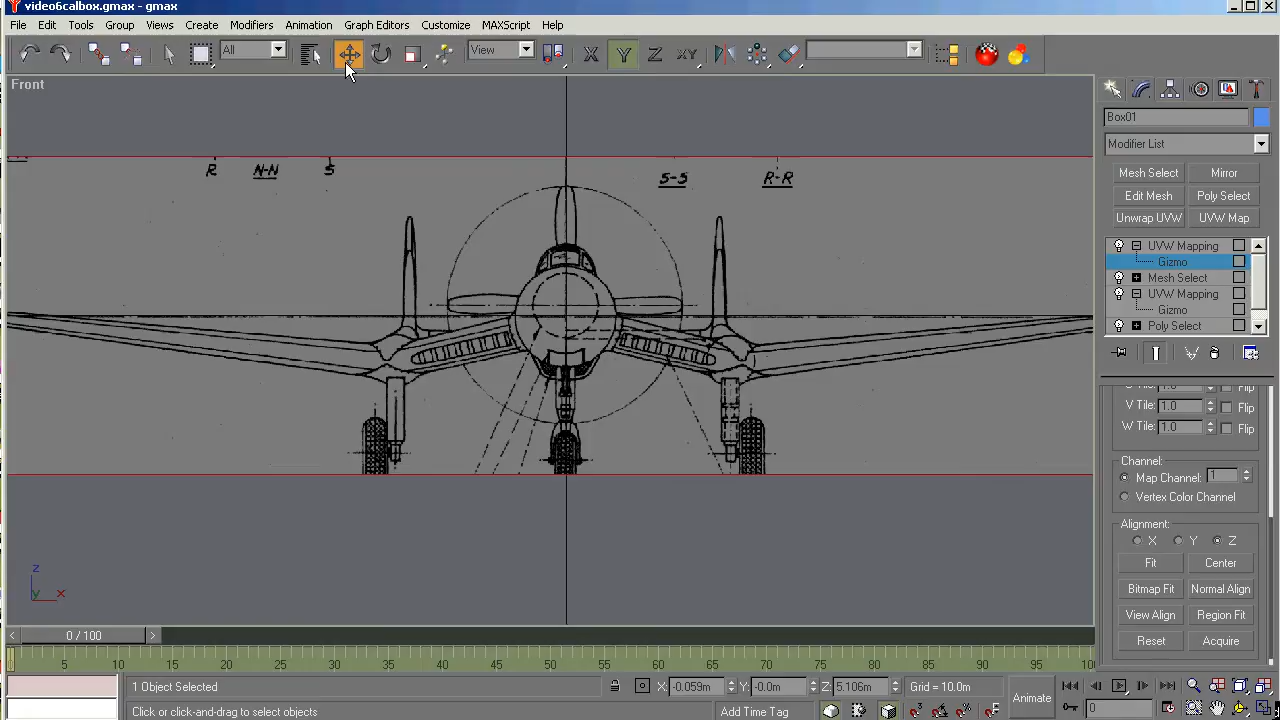 video6calbox.gmax - gmax
File Edit Tools Group Views Create Modifiers Animation Graph Editors Customize MAXScript Help
All View X Y Z XY
Front
R N-N S S-S R-R
Box01
Modifier List
Mesh Select Mirror
Edit Mesh Poly Select
Unwrap UVW UVW Map
UVW Mapping
Gizmo
Mesh Select
UVW Mapping
Gizmo
Poly Select
V Tile: 1.0 Flip
W Tile: 1.0 Flip
Channel:
Map Channel: 1
Vertex Color Channel
Alignment:
X Y Z
Fit Center
Bitmap Fit Normal Align
View Align Region Fit
Reset Acquire
z
y x
< 0 / 100 >
5 10 15 20 25 30 35 40 45 50 55 60 65 70 75 80 85 90 95
1 Object Selected X: -0.059m Y: -0.0m Z: 5.106m Grid = 10.0m Animate
Click or click-and-drag to select objects Add Time Tag 0